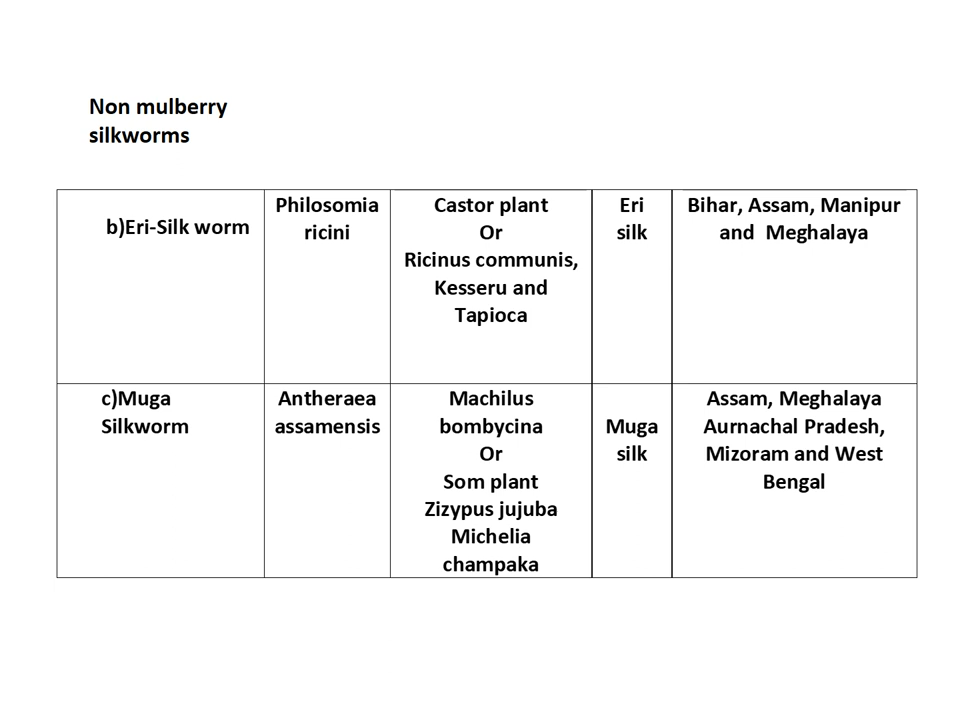 Non mulberry
silkworms
b)Eri-Silk worm
Philosomia
ricini
Castor plant
Or
Ricinus communis,
Kesseru and
Tapioca
Eri
silk
Bihar, Assam, Manipur
and Meghalaya
c)Muga
Silkworm
Antheraea
assamensis
Machilus
bombycina
Or
Som plant
Zizypus jujuba
Michelia
champaka
Muga
silk
Assam, Meghalaya
Aurnachal Pradesh,
Mizoram and West
Bengal